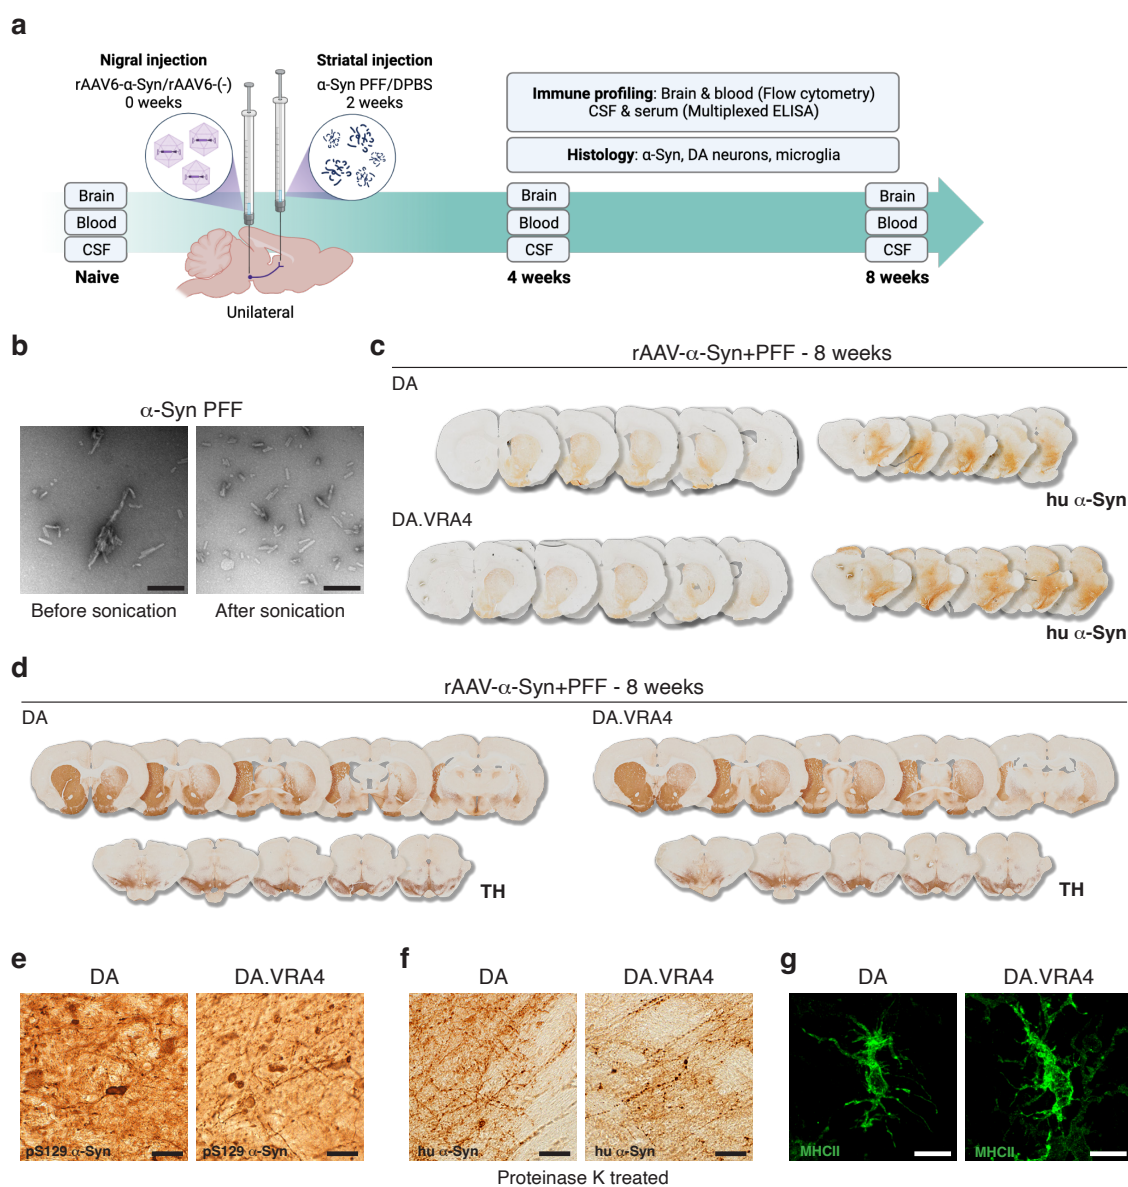 a
Nigral injection
rAAV6-α-Syn/rAAV6-(-)
0 weeks
Striatal injection
α-Syn PFF/DPBS
2 weeks
Immune profiling: Brain & blood (Flow cytometry)
CSF & serum (Multiplexed ELISA)
Histology: α-Syn, DA neurons, microglia
Brain
Blood
CSF
Naive
Unilateral
Brain
Blood
CSF
4 weeks
Brain
Blood
CSF
8 weeks
b
α-Syn PFF
Before sonication
After sonication
c
rAAV-α-Syn+PFF - 8 weeks
DA
hu α-Syn
DA.VRA4
hu α-Syn
d
rAAV-α-Syn+PFF - 8 weeks
DA
DA.VRA4
TH
TH
e
DA
DA.VRA4
pS129 α-Syn
pS129 α-Syn
f
DA
DA.VRA4
hu α-Syn
hu α-Syn
Proteinase K treated
g
DA
DA.VRA4
MHCII
MHCII